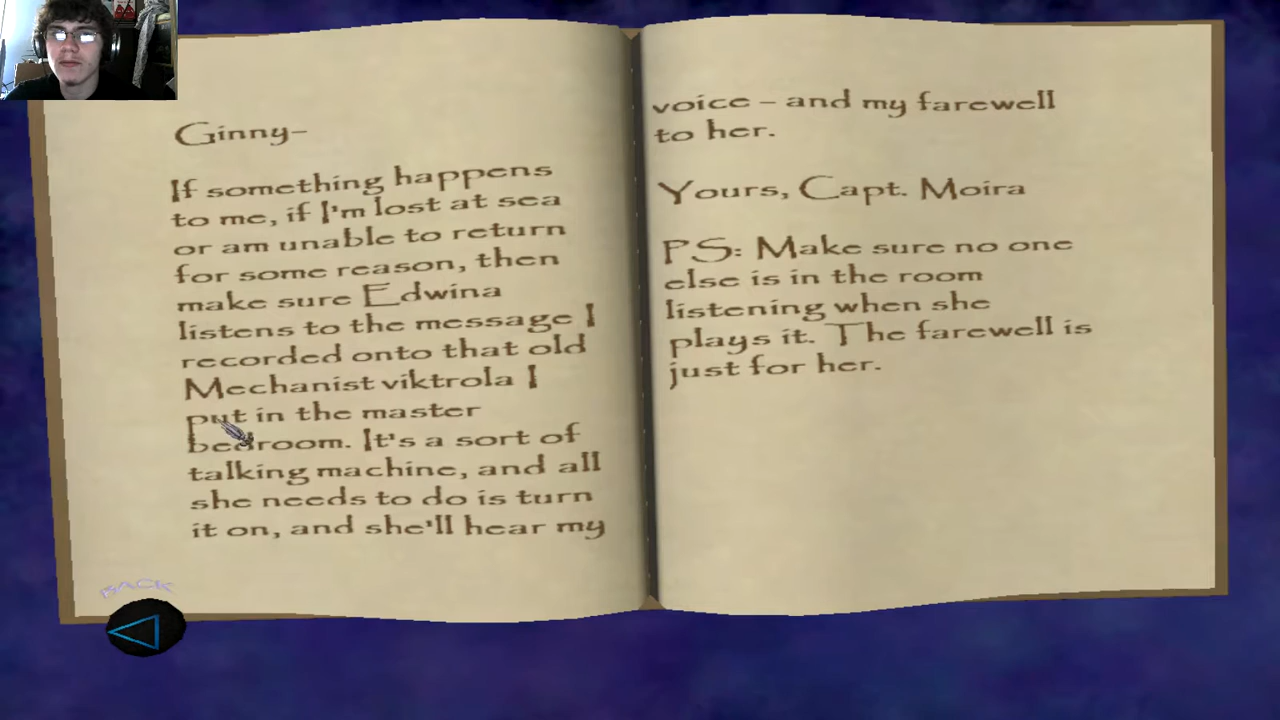 Ginny-
If something happens
to me, if I'm lost at sea
or am unable to return
for some reason, then
make sure Edwina
listens to the message I
recorded onto that old
Mechanist viktrola I
put in the master
bedroom. It's a sort of
talking machine, and all
she needs to do is turn
it on, and she'll hear my
voice - and my farewell
to her.
Yours, Capt. Moira
PS: Make sure no one
else is in the room
listening when she
plays it. The farewell is
just for her.
BACK